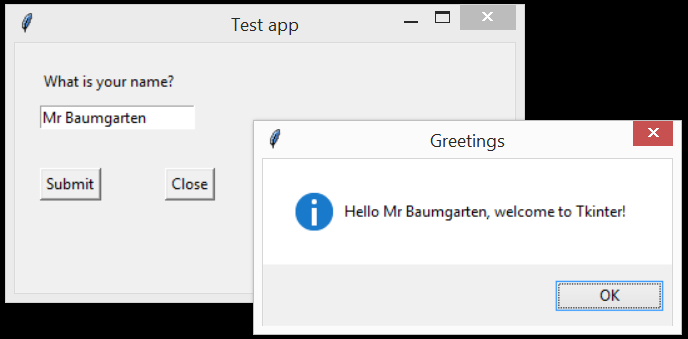 Test app
What is your name?
Mr Baumgarten
Submit
Close
Greetings
Hello Mr Baumgarten, welcome to Tkinter!
OK